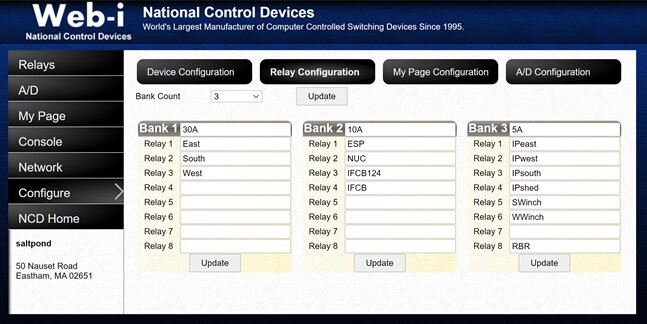 Web-i
National Control Devices
National Control Devices
World's Largest Manufacturer of Computer Controlled Switching Devices Since 1995.
Relays
A/D
My Page
Console
Network
Configure
NCD Home
saltpond
50 Nauset Road
Eastham, MA 02651
Device Configuration
Relay Configuration
My Page Configuration
A/D Configuration
Bank Count 3 Update
Bank 1 30A
Relay 1 East
Relay 2 South
Relay 3 West
Relay 4
Relay 5
Relay 6
Relay 7
Relay 8
Update
Bank 2 10A
Relay 1 ESP
Relay 2 NUC
Relay 3 IFCB124
Relay 4 IFCB
Relay 5
Relay 6
Relay 7
Relay 8
Update
Bank 3 5A
Relay 1 IPeast
Relay 2 IPwest
Relay 3 IPsouth
Relay 4 IPshed
Relay 5 SWinch
Relay 6 WWinch
Relay 7
Relay 8 RBR
Update